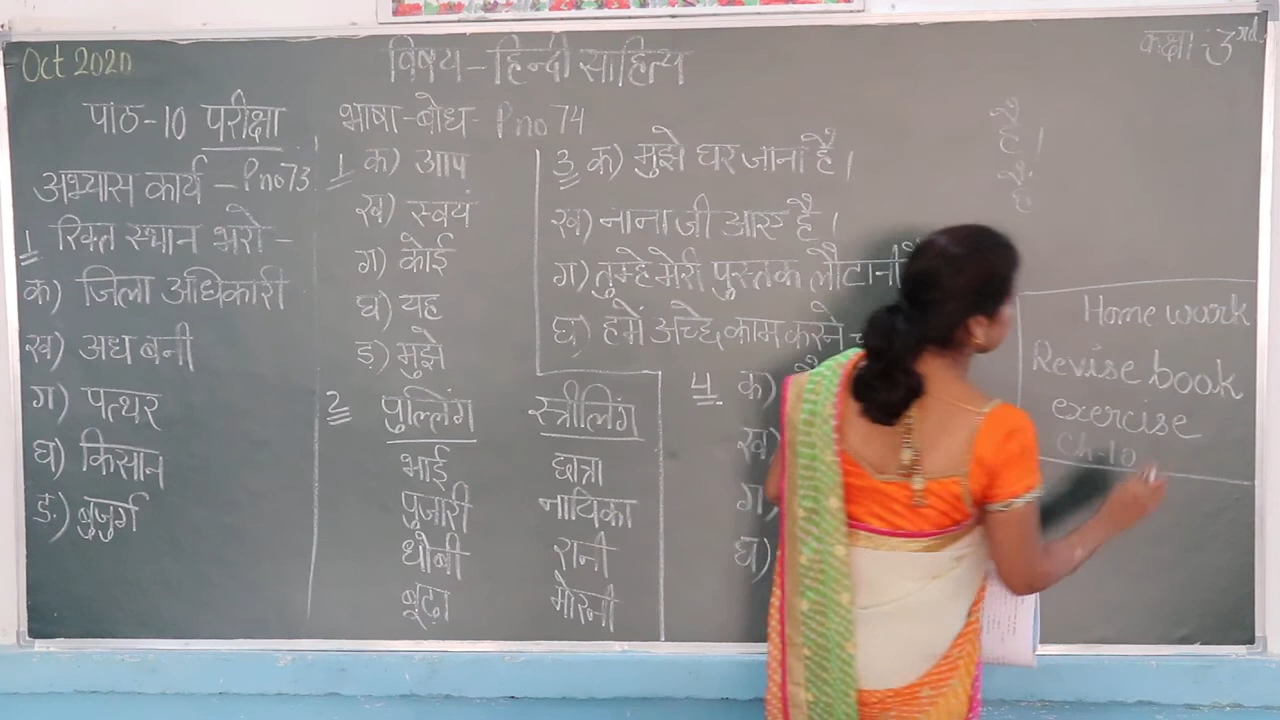 Oct 2020
विषय - हिन्दी साहित्य
कक्षा 3rd
पाठ-10 परीक्षा
अभ्यास कार्य - P no 73
1 रिक्त स्थान भरो -
क) जिला अधिकारी
ख) अध बनी
ग) पत्थर
घ) किसान
ङ) बुजुर्ग
भाषा-बोध - P no 74
1 क) आप
ख) स्वयं
ग) कोई
घ) यह
ङ) मुझे
2 पुल्लिंग स्त्रीलिंग
भाई छात्रा
पुजारी नायिका
धोबी रानी
बूढ़ा मोरनी
3 क) मुझे घर जाना है।
ख) नाना जी आए है।
ग) तुम्हे मेरी पुस्तक लौटानी
घ) हमें अच्छे काम करने
4. क)
ख)
ग)
घ)
है।
हैं
Home work
Revise book
exercise
Ch-10